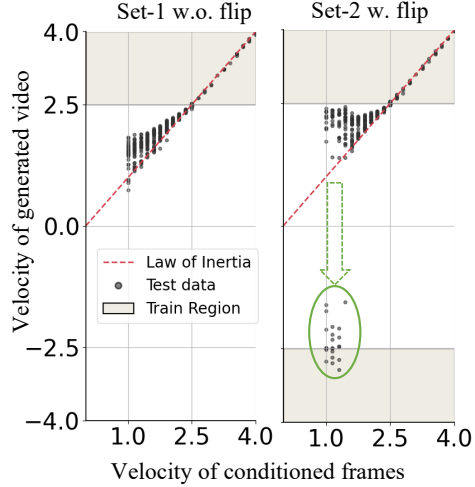 Set-1 w.o. flip
Set-2 w. flip
Velocity of generated video
4.0
2.5
0.0
−2.5
−4.0
Law of Inertia
Test data
Train Region
1.0
2.5
4.0
1.0
2.5
4.0
Velocity of conditioned frames